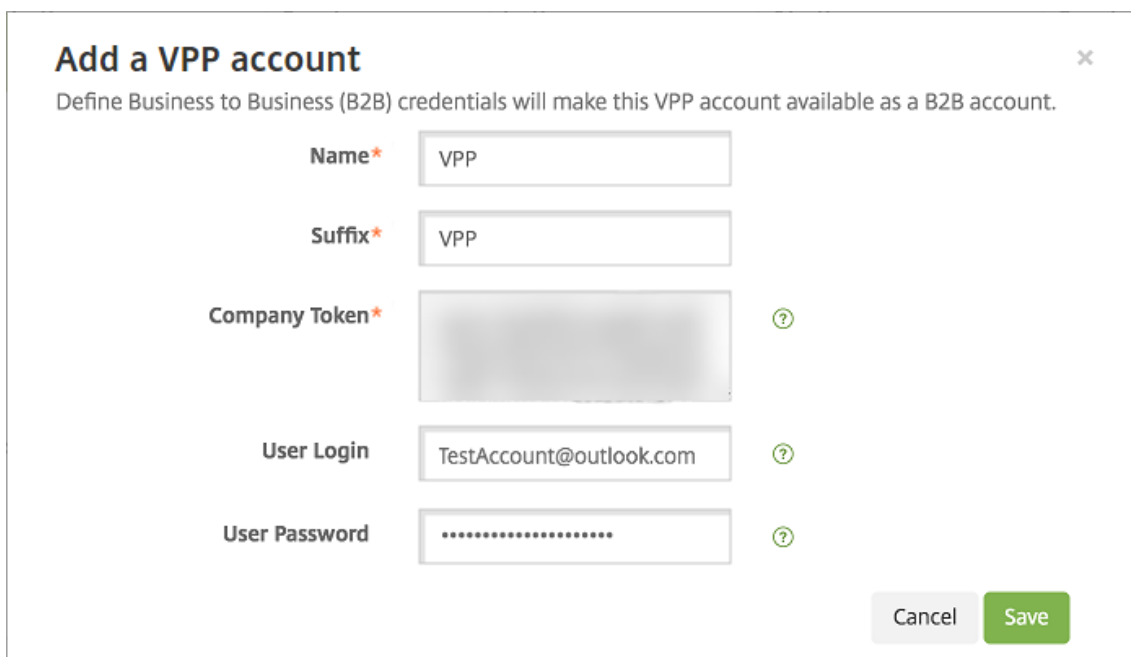 Add a VPP account
×
Define Business to Business (B2B) credentials will make this VPP account available as a B2B account.
Name* VPP
Suffix* VPP
Company Token* ?
User Login TestAccount@outlook.com ?
User Password ••••••••••••••••••••• ?
Cancel Save